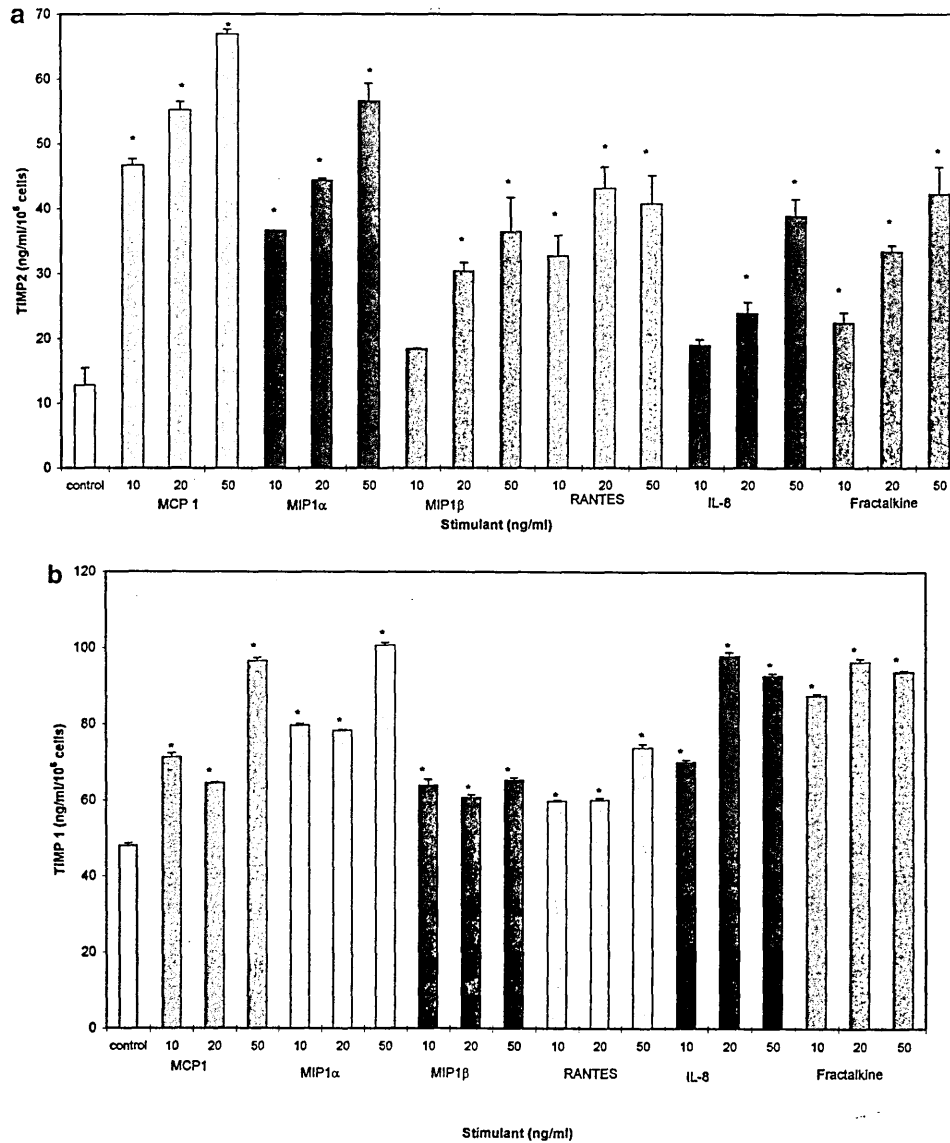 a
70
60
50
40
30
20
10
0
TIMP2 (ng/ml/10⁶ cells)
* * * * * * * * * * * * * * * *
control 10 20 50 10 20 50 10 20 50 10 20 50 10 20 50 10 20 50
MCP 1 MIP1α MIP1β RANTES IL-8 Fractalkine
Stimulant (ng/ml)
b
120
100
80
60
40
20
0
TIMP 1 (ng/ml/10⁶ cells)
* * * * * * * * * * * * * * * * * *
control 10 20 50 10 20 50 10 20 50 10 20 50 10 20 50 10 20 50
MCP1 MIP1α MIP1β RANTES IL-8 Fractalkine
Stimulant (ng/ml)